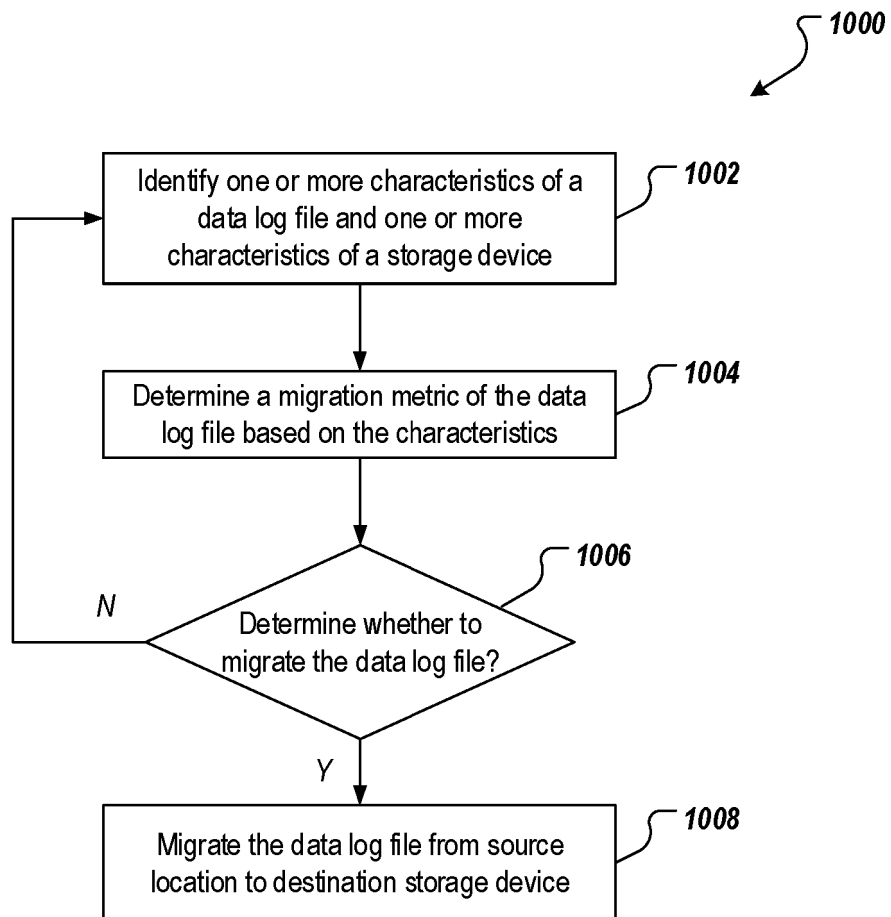 1000
Identify one or more characteristics of a
data log file and one or more
characteristics of a storage device
1002
Determine a migration metric of the data
log file based on the characteristics
1004
1006
N
Determine whether to
migrate the data log file?
Y
Migrate the data log file from source
location to destination storage device
1008